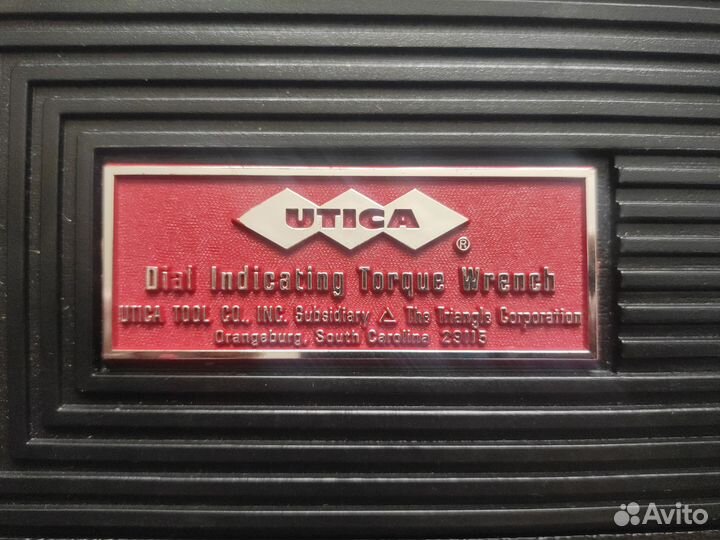 UTICA
®
Dial Indicating Torque Wrench
UTICA TOOL CO., INC. Subsidiary △ The Triangle Corporation
Orangeburg, South Carolina 29115
Avito